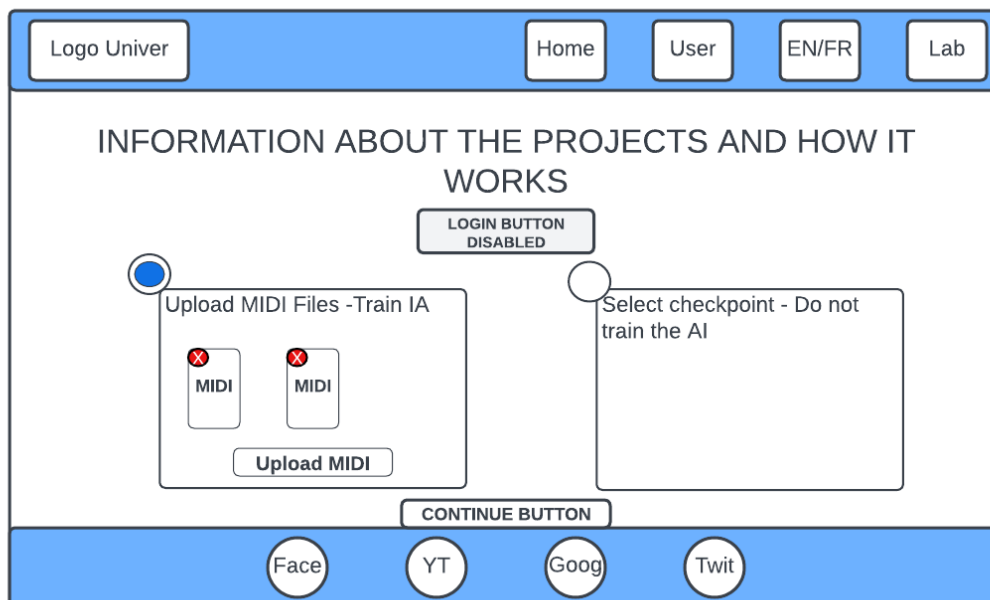 Logo Univer
Home
User
EN/FR
Lab
INFORMATION ABOUT THE PROJECTS AND HOW IT
WORKS
LOGIN BUTTON
DISABLED
Upload MIDI Files -Train IA
X
MIDI
X
MIDI
Upload MIDI
Select checkpoint - Do not
train the AI
CONTINUE BUTTON
Face
YT
Goog
Twit